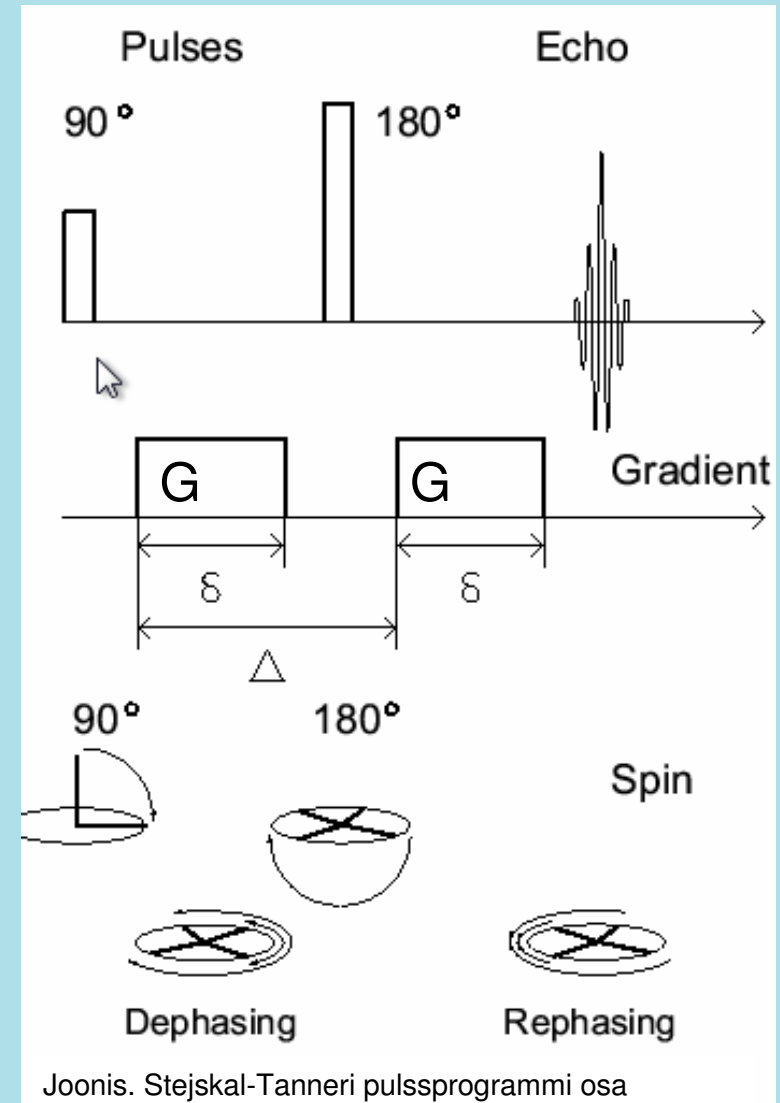 Pulses Echo
90° 180°
G G Gradient
δ δ
Δ
90° 180°
Spin
Dephasing Rephasing
Joonis. Stejskal-Tanneri pulssprogrammi osa